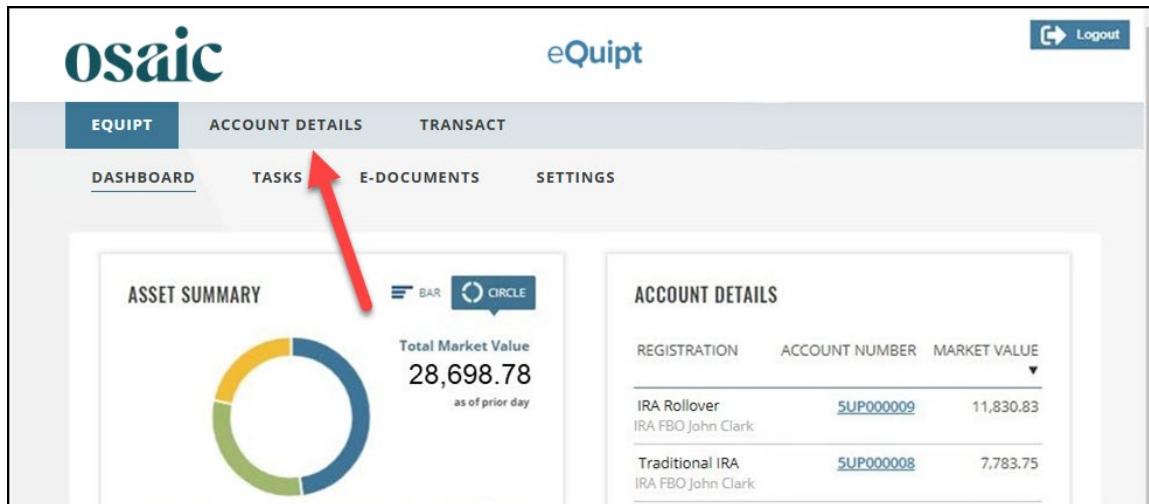 osaic
eQuipt
Logout
EQUIPT ACCOUNT DETAILS TRANSACT
DASHBOARD TASKS E-DOCUMENTS SETTINGS
ASSET SUMMARY
BAR CIRCLE
Total Market Value
28,698.78
as of prior day
ACCOUNT DETAILS
REGISTRATION ACCOUNT NUMBER MARKET VALUE
IRA Rollover 5UP000009 11,830.83
IRA FBO John Clark
Traditional IRA 5UP000008 7,783.75
IRA FBO John Clark